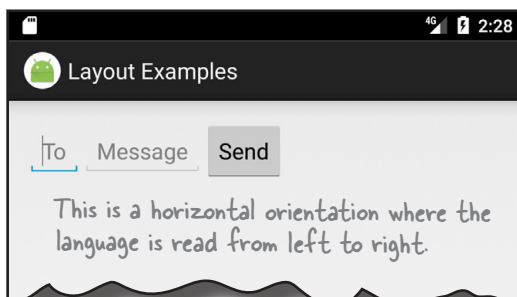 4G 2:28
Layout Examples
To Message Send
This is a horizontal orientation where the
language is read from left to right.